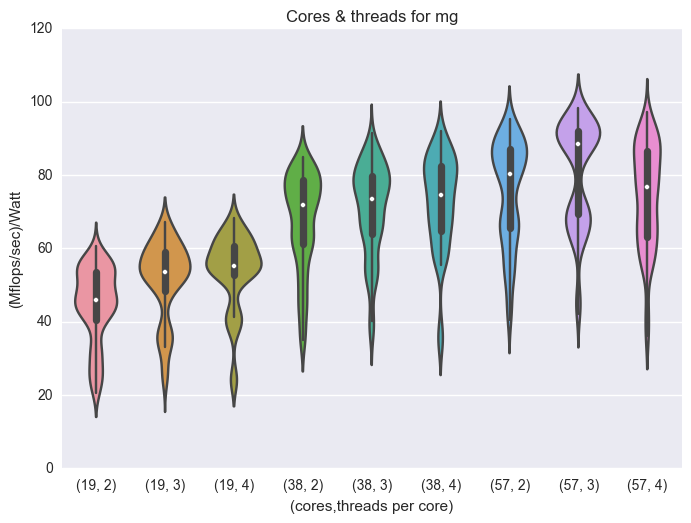 Cores & threads for mg
120
100
80
60
40
20
0
(Mflops/sec)/Watt
(19, 2) (19, 3) (19, 4) (38, 2) (38, 3) (38, 4) (57, 2) (57, 3) (57, 4)
(cores,threads per core)